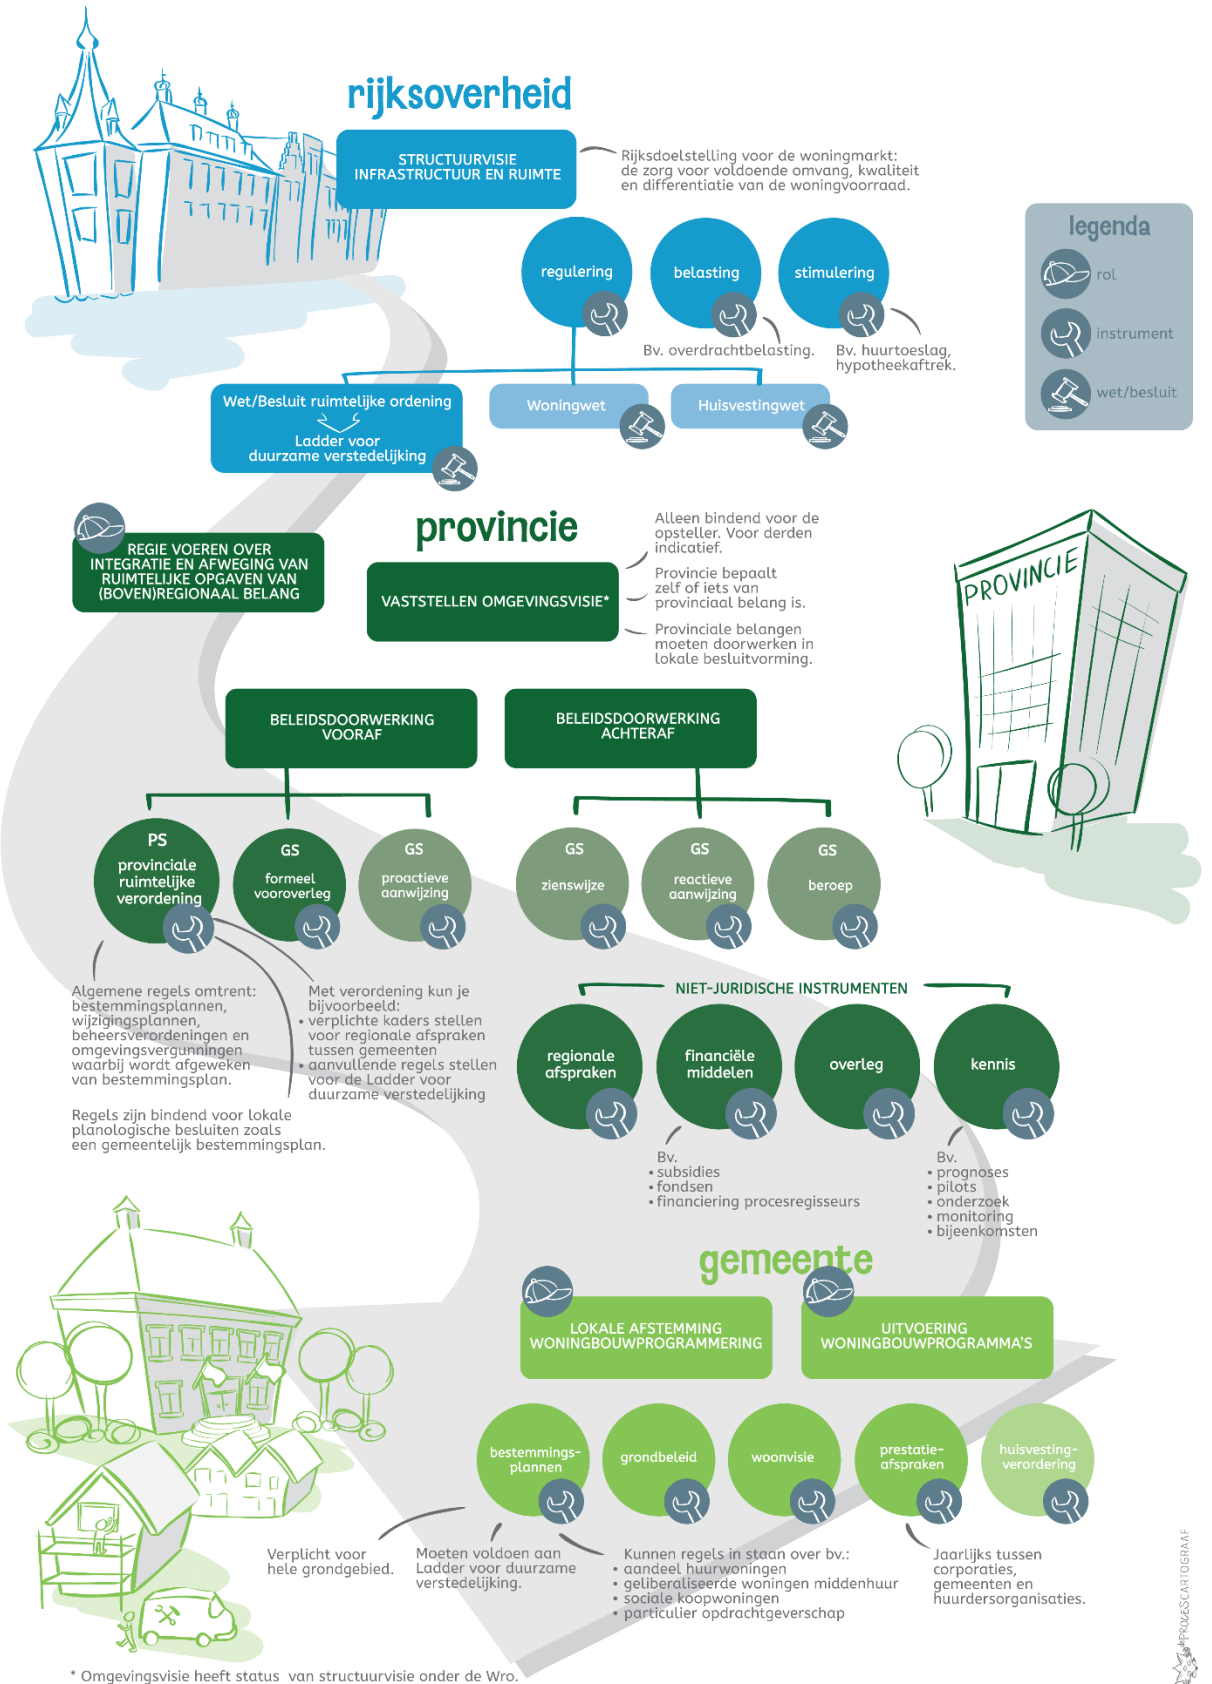 rijksoverheid
STRUCTUURVISIE
INFRASTRUCTUUR EN RUIMTE
Rijksdoelstelling voor de woningmarkt:
de zorg voor voldoende omvang, kwaliteit
en differentiatie van de woningvoorraad.
legenda
rol
instrument
wet/besluit
regulering
belasting
stimulering
Bv. overdrachtbelasting.
Bv. huurtoeslag,
hypotheekaftrek.
Wet/Besluit ruimtelijke ordening
Ladder voor
duurzame verstedelijking
Woningwet
Huisvestingwet
provincie
REGIE VOEREN OVER
INTEGRATIE EN AFWEGING VAN
RUIMTELIJKE OPGAVEN VAN
(BOVEN)REGIONAAL BELANG
VASTSTELLEN OMGEVINGSVISIE*
Alleen bindend voor de
opsteller. Voor derden
indicatief.
Provincie bepaalt
zelf of iets van
provinciaal belang is.
Provinciale belangen
moeten doorwerken in
lokale besluitvorming.
PROVINCIE
BELEIDSDOORWERKING
VOORAF
BELEIDSDOORWERKING
ACHTERAF
PS
provinciale
ruimtelijke
verordening
GS
formeel
vooroverleg
GS
proactieve
aanwijzing
GS
zienswijze
GS
reactieve
aanwijzing
GS
beroep
Algemene regels omtrent:
bestemmingsplannen,
wijzigingsplannen,
beheersverordeningen en
omgevingsvergunningen
waarbij wordt afgeweken
van bestemmingsplan.
Met verordening kun je
bijvoorbeeld:
• verplichte kaders stellen
voor regionale afspraken
tussen gemeenten
• aanvullende regels stellen
voor de Ladder voor
duurzame verstedelijking
Regels zijn bindend voor lokale
planologische besluiten zoals
een gemeentelijk bestemmingsplan.
NIET-JURIDISCHE INSTRUMENTEN
regionale
afspraken
financiële
middelen
overleg
kennis
Bv.
• subsidies
• fondsen
• financiering procesregisseurs
Bv.
• prognoses
• pilots
• onderzoek
• monitoring
• bijeenkomsten
gemeente
LOKALE AFSTEMMING
WONINGBOUWPROGRAMMERING
UITVOERING
WONINGBOUWPROGRAMMA'S
bestemmings-
plannen
grondbeleid
woonvisie
prestatie-
afspraken
huisvesting-
verordering
Verplicht voor
hele grondgebied.
Moeten voldoen aan
Ladder voor duurzame
verstedelijking.
Kunnen regels in staan over bv.:
• aandeel huurwoningen
• geliberaliseerde woningen middenhuur
• sociale koopwoningen
• particulier opdrachtgeverschap
Jaarlijks tussen
corporaties,
gemeenten en
huurdersorganisaties.
* Omgevingsvisie heeft status van structuurvisie onder de Wro.
de PROCESCARTOGRAAF